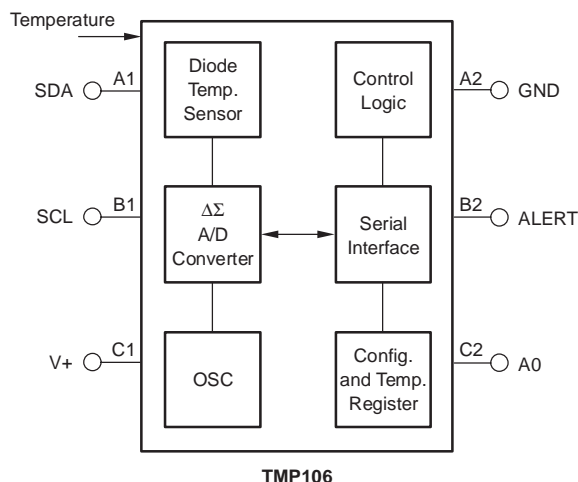 Temperature
SDA
A1
Diode
Temp.
Sensor
Control
Logic
A2
GND
SCL
B1
ΔΣ
A/D
Converter
Serial
Interface
B2
ALERT
V+
C1
OSC
Config.
and Temp.
Register
C2
A0
TMP106